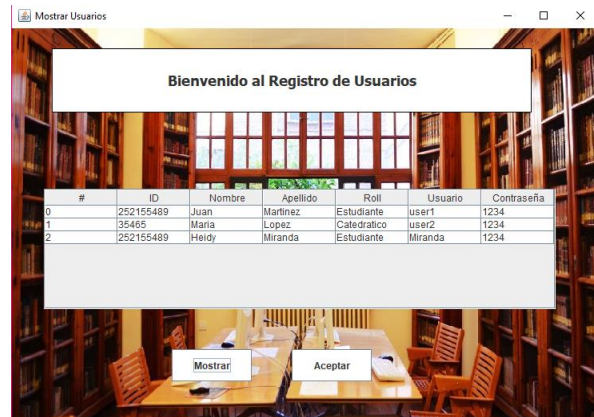 Mostrar Usuarios
Bienvenido al Registro de Usuarios
# ID Nombre Apellido Roll Usuario Contraseña
0 252155489 Juan Martinez Estudiante user1 1234
1 35465 Maria Lopez Catedratico user2 1234
2 252155489 Heidy Miranda Estudiante Miranda 1234
Mostrar Aceptar